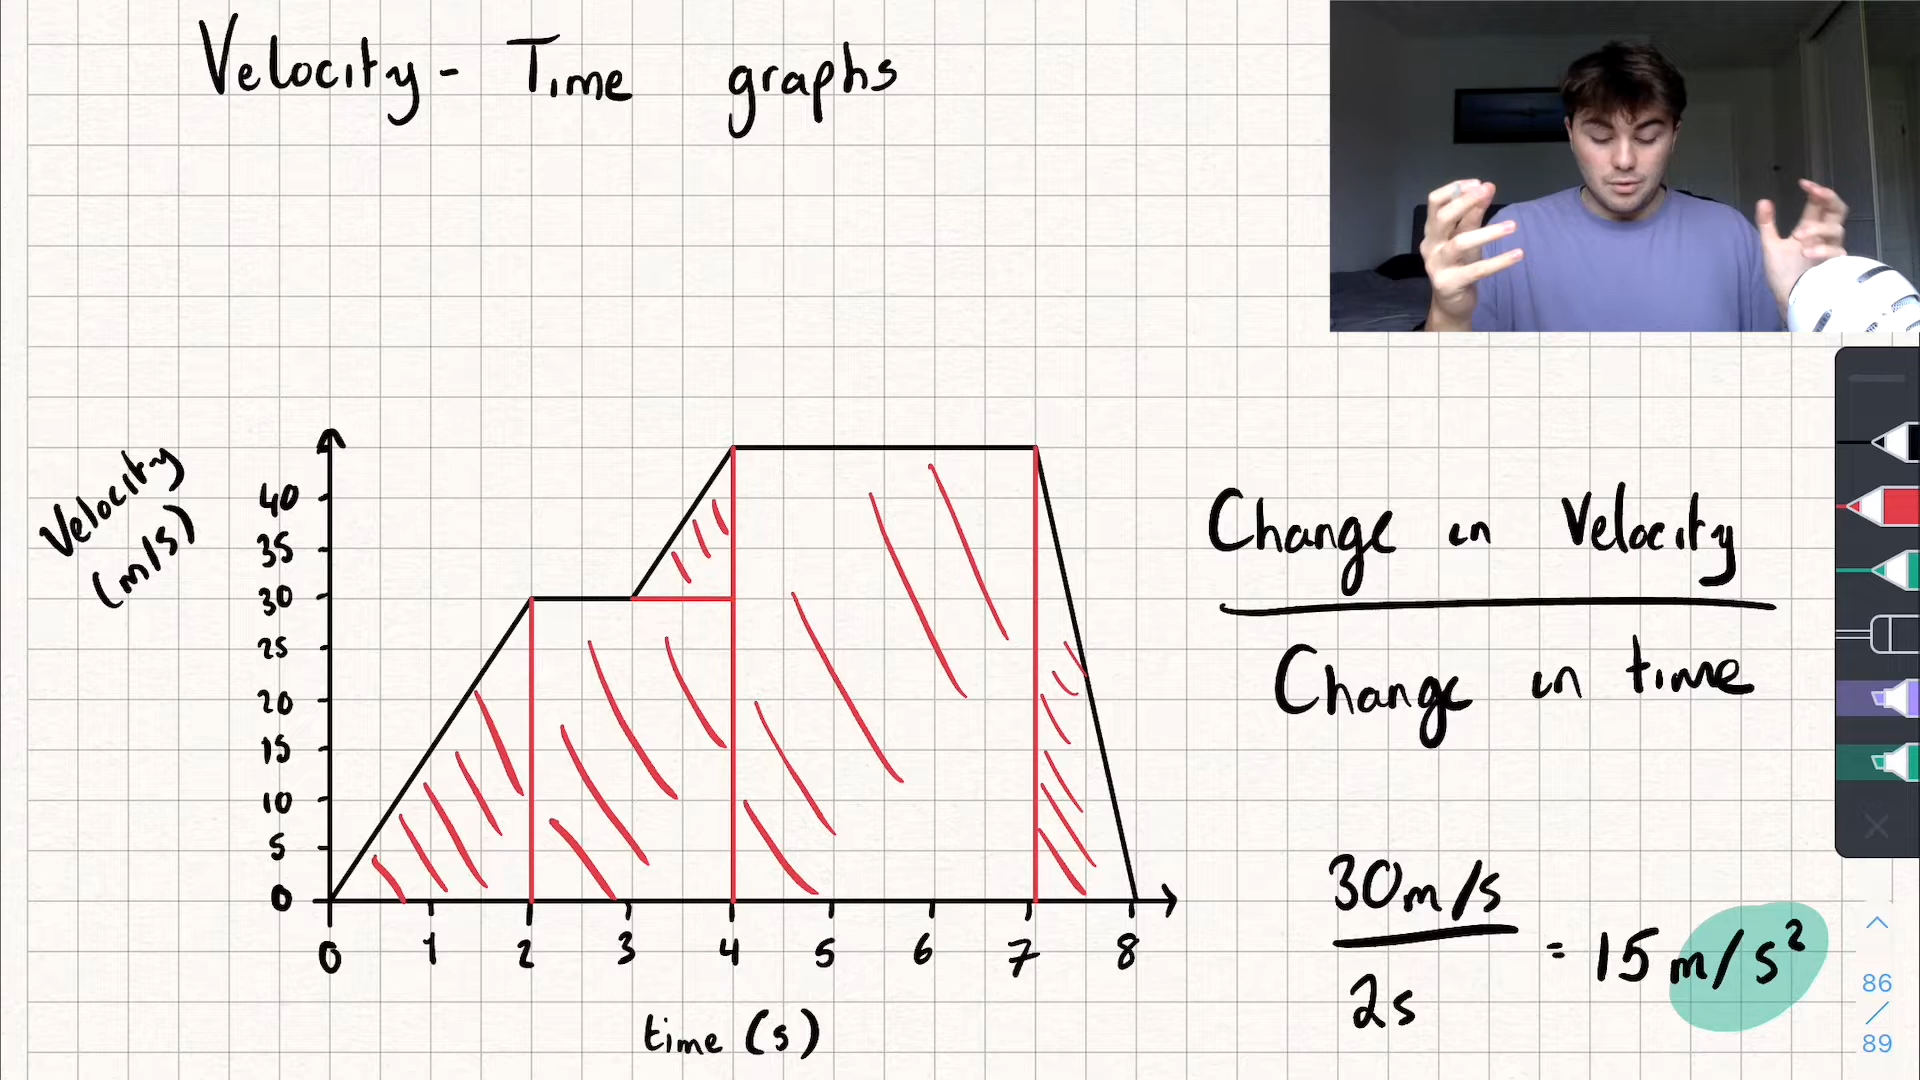 Velocity - Time graphs
Velocity
(m/s)
40
35
30
25
20
15
10
5
0
0 1 2 3 4 5 6 7 8
time (s)
Change in Velocity
Change in time
30m/s
2s
= 15 m/s²
86
/
89